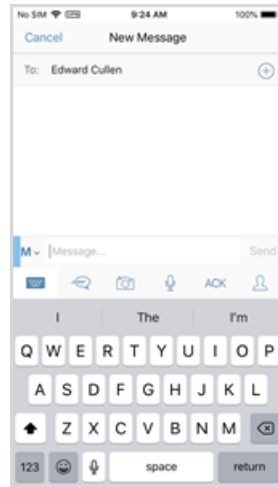 No SIM VPN 9:24 AM 100%
Cancel New Message
To: Edward Cullen
M Message... Send
ACK
I The I'm
Q W E R T Y U I O P
A S D F G H J K L
Z X C V B N M
123 space return